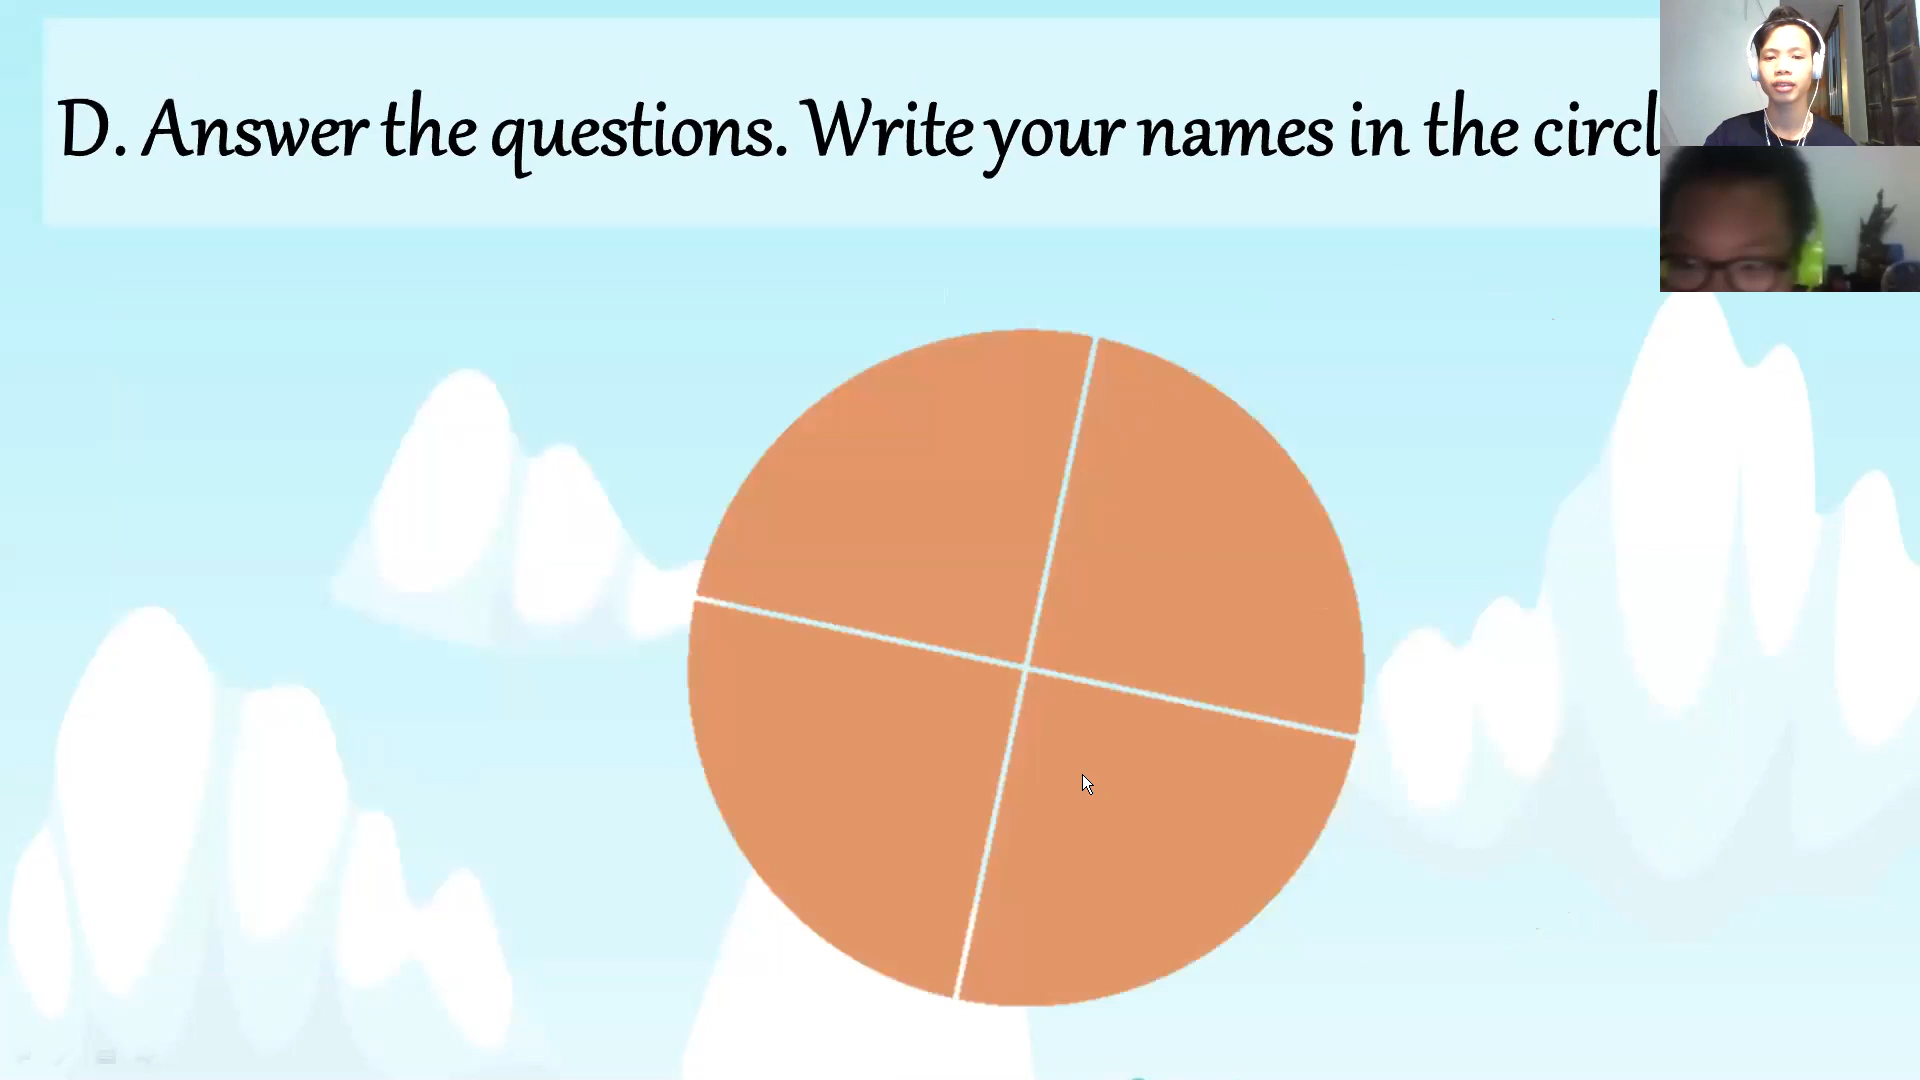 D. Answer the questions. Write your names in the circl